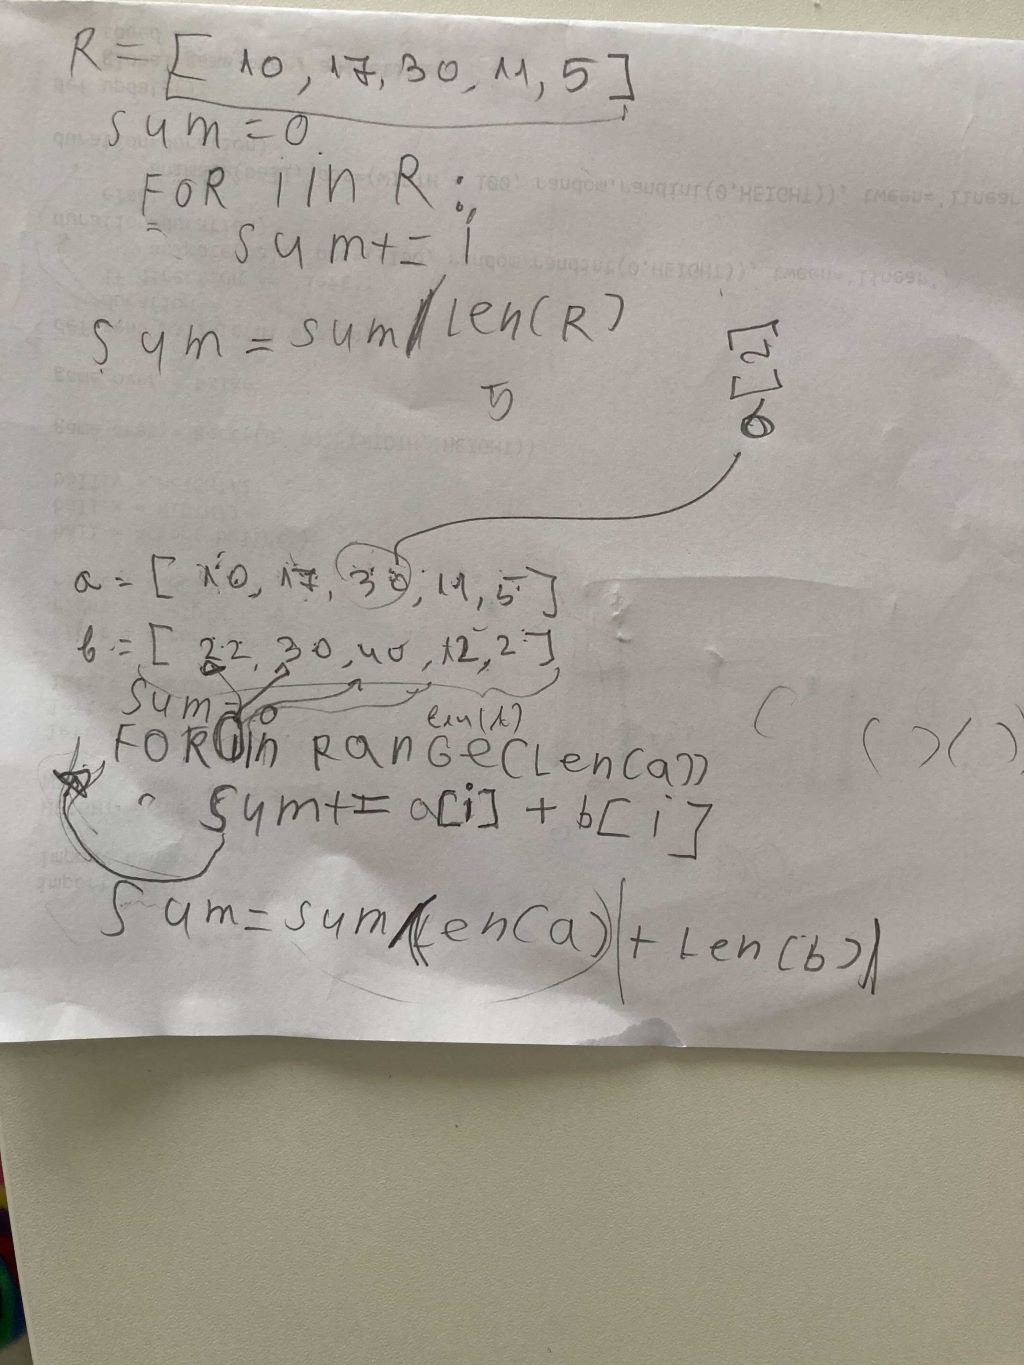 R = [ 10, 17, 30, 11, 5 ]
sum = 0
FOR i in R :
sum += i
sum = sum / len(R)
5
a[2]
a = [ 10, 17, 30, 11, 5 ]
b = [ 22, 30, 40, 12, 2 ]
sum = 0
FOR i in RanGe(Len(a))
sum += a[i] + b[i]
( ) ( )
sum = sum / (Len(a) + Len(b))